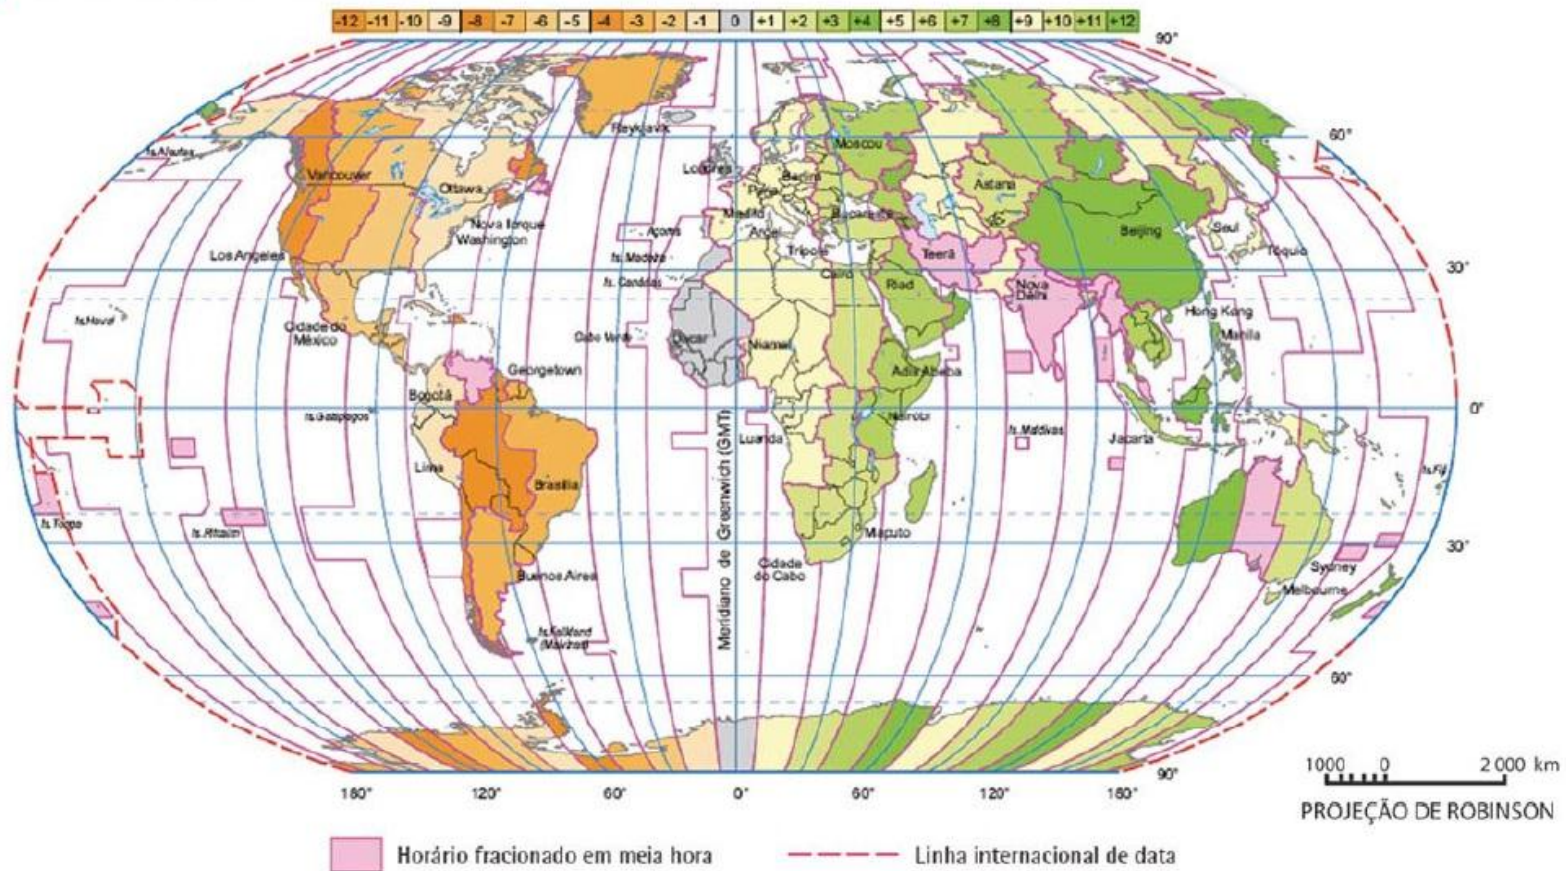 -12 -11 -10 -9 -8 -7 -6 -5 -4 -3 -2 -1 0 +1 +2 +3 +4 +5 +6 +7 +8 +9 +10 +11 +12
90°
Reykjavik
60°
Moscou
Is. Aleutas
Londres
Vancouver
Ottawa
Paris
Berlim
Astana
Nova Iorque
Madrid
Bucareste
Washington
Açores
Argel
Beijing
Seul
Los Angeles
Is. Madeira
Trípoli
Teerã
Tóquio
Cairo
30°
Is. Canárias
Riad
Nova
Délhi
Is. Havaí
Cidade do
México
Cabo Verde
Dacar
Niamei
Hong Kong
Manila
Georgetown
Adis Abeba
Bogotá
Is. Galápagos
Nairóbi
0°
Luanda
Is. Maldivas
Jacarta
Lima
Brasília
Is. Fiji
Is. Tonga
Is. Pitcairn
Maputo
30°
Cidade
do Cabo
Buenos Aires
Sydney
Melbourne
Meridiano de Greenwich (GMT)
Is. Falkland
(Malvinas)
60°
90°
180° 120° 60° 0° 60° 120° 180°
1000 0 2 000 km
PROJEÇÃO DE ROBINSON
Horário fracionado em meia hora
Linha internacional de data